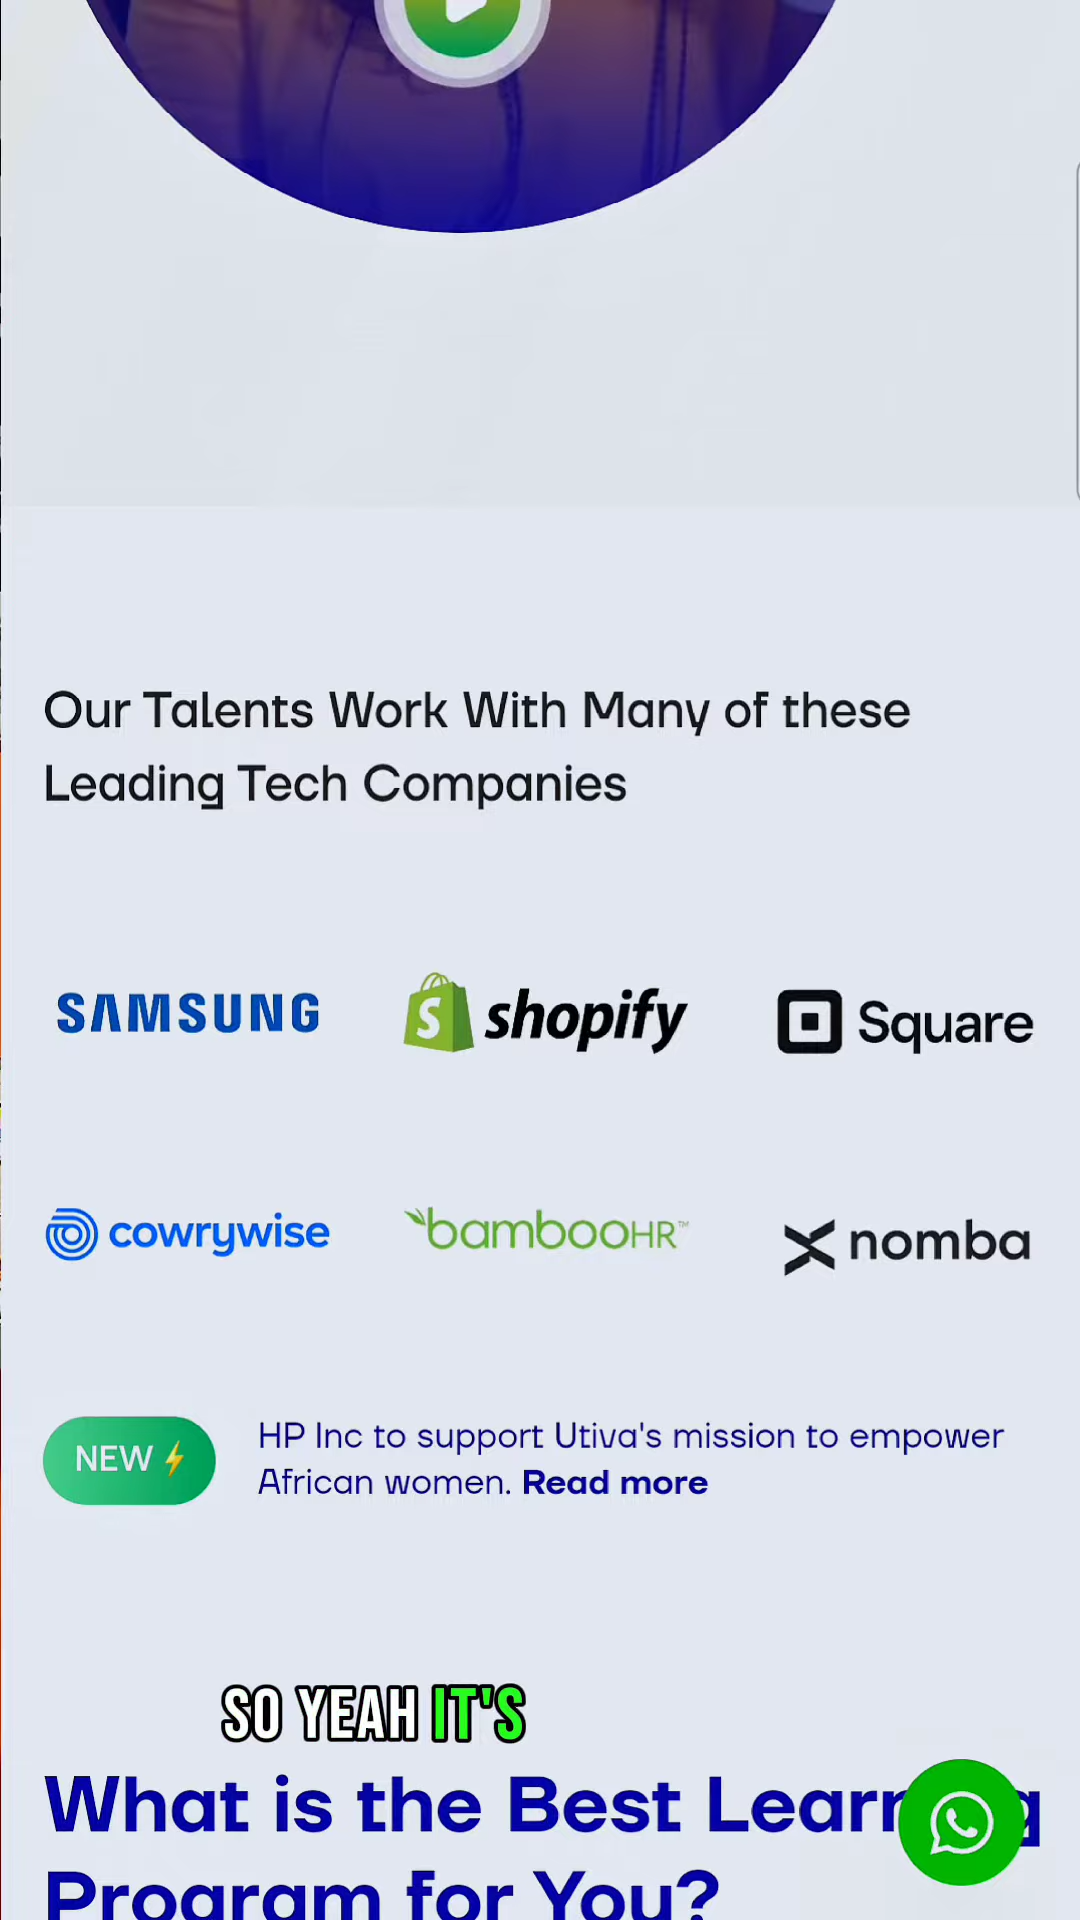 Our Talents Work With Many of these
Leading Tech Companies
SAMSUNG
shopify
Square
cowrywise
bambooHR™
nomba
NEW⚡
HP Inc to support Utiva's mission to empower
African women. Read more
SO YEAH IT'S
What is the Best
Program for You?